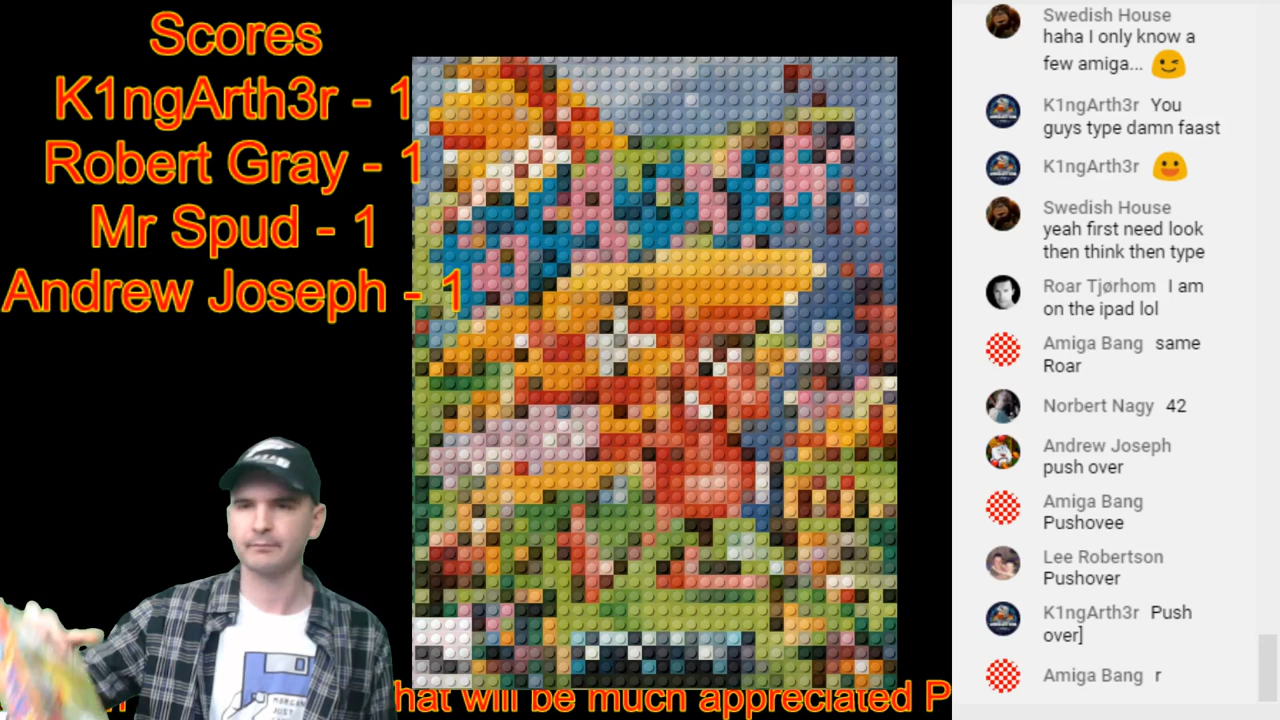 Scores
K1ngArth3r - 1
Robert Gray - 1
Mr Spud - 1
Andrew Joseph - 1
hat will be much appreciated P
Swedish House
haha I only know a
few amiga... 😉
K1ngArth3r You
guys type damn faast
K1ngArth3r 😃
Swedish House
yeah first need look
then think then type
Roar Tjørhom I am
on the ipad lol
Amiga Bang same
Roar
Norbert Nagy 42
Andrew Joseph
push over
Amiga Bang
Pushovee
Lee Robertson
Pushover
K1ngArth3r Push
over]
Amiga Bang r